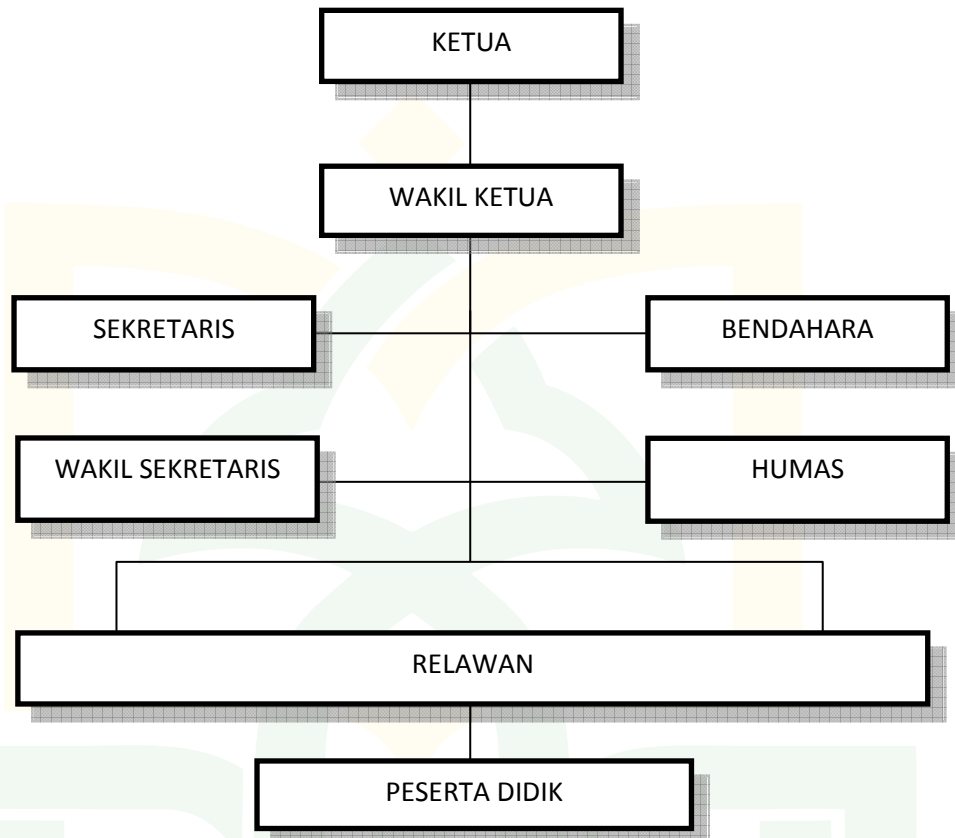 KETUA
WAKIL KETUA
SEKRETARIS
BENDAHARA
WAKIL SEKRETARIS
HUMAS
RELAWAN
PESERTA DIDIK